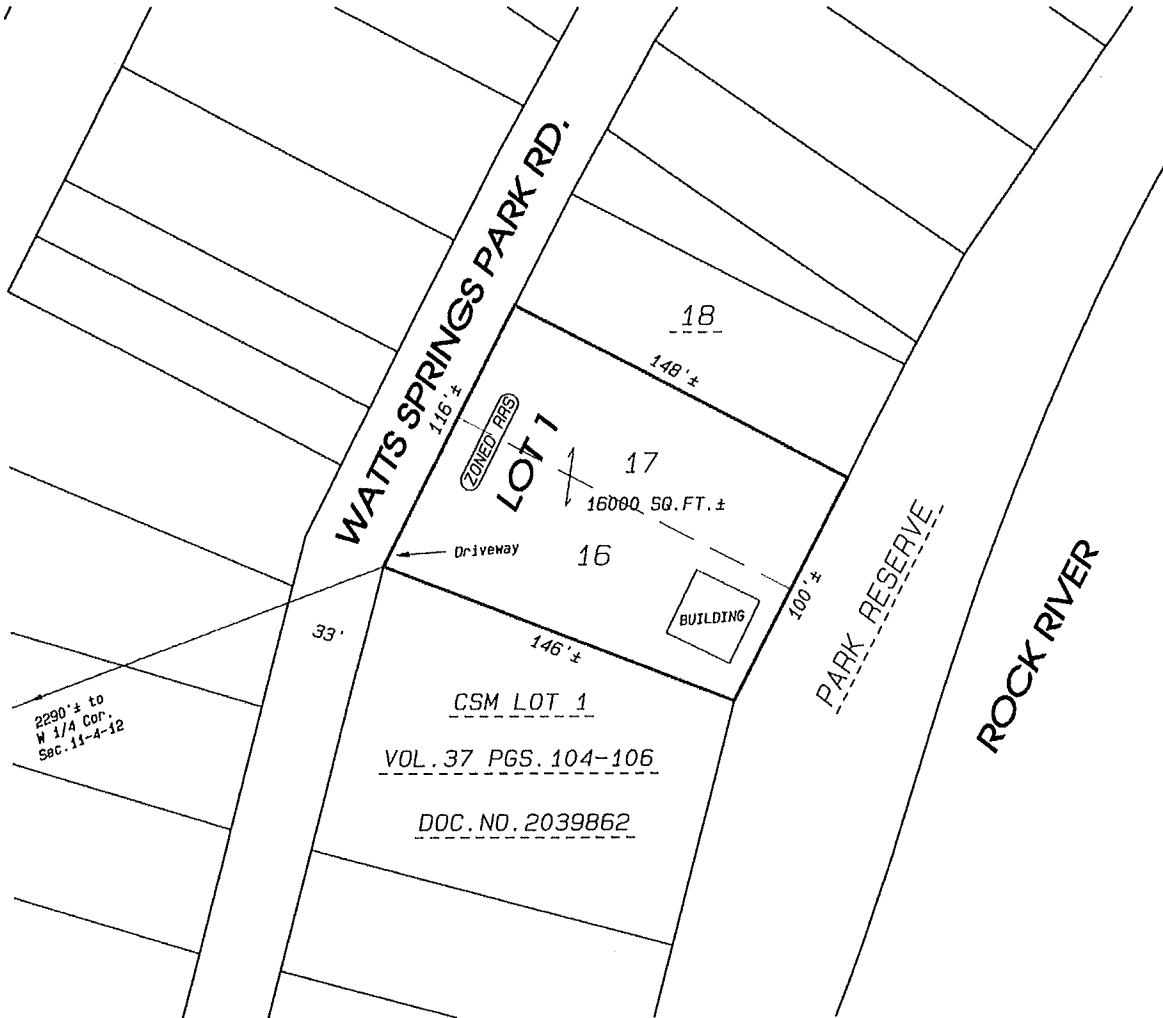 WATTS SPRINGS PARK RD.
18
148'±
116'±
ZONED RRS
LOT 1
17
16000 SQ.FT.±
Driveway
16
BUILDING
100'±
PARK RESERVE
ROCK RIVER
33'
146'±
2290'± to
W 1/4 Cor.
Sec.11-4-12
CSM LOT 1
VOL.37 PGS.104-106
DOC.NO.2039862